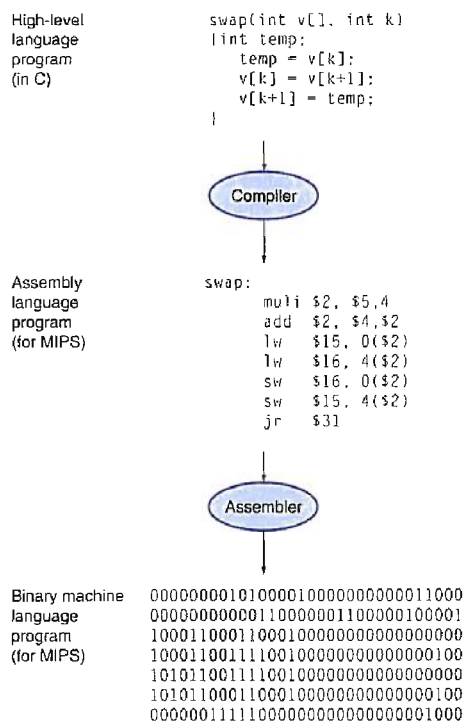 High-level swap(int v[], int k)
language {int temp;
program temp = v[k];
(in C) v[k] = v[k+1];
v[k+1] = temp;
}
Compiler
Assembly swap:
language muli $2, $5,4
program add $2, $4,$2
(for MIPS) lw $15, 0($2)
lw $16, 4($2)
sw $16, 0($2)
sw $15, 4($2)
jr $31
Assembler
Binary machine 00000000101000010000000000011000
language 00000000000110000001100000100001
program 10001100011000100000000000000000
(for MIPS) 10001100111100100000000000000100
10101100111100100000000000000000
10101100011000100000000000000100
00000011111000000000000000001000